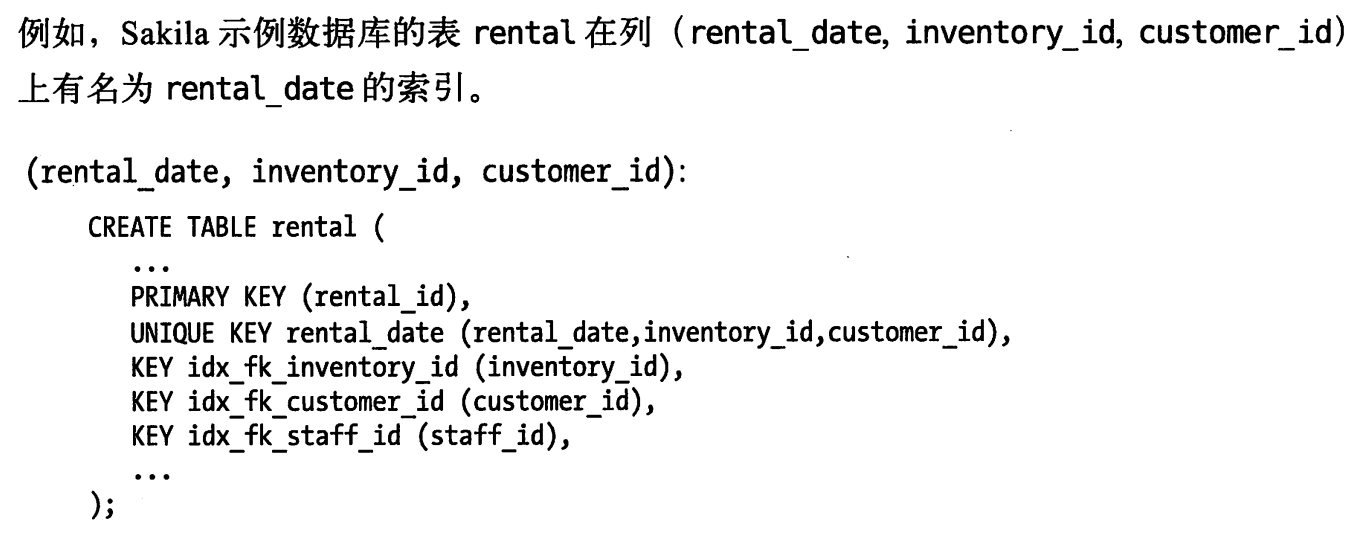 例如，Sakila 示例数据库的表 rental 在列（rental_date, inventory_id, customer_id）
上有名为 rental_date 的索引。
(rental_date, inventory_id, customer_id):
CREATE TABLE rental (
...
PRIMARY KEY (rental_id),
UNIQUE KEY rental_date (rental_date,inventory_id,customer_id),
KEY idx_fk_inventory_id (inventory_id),
KEY idx_fk_customer_id (customer_id),
KEY idx_fk_staff_id (staff_id),
...
);